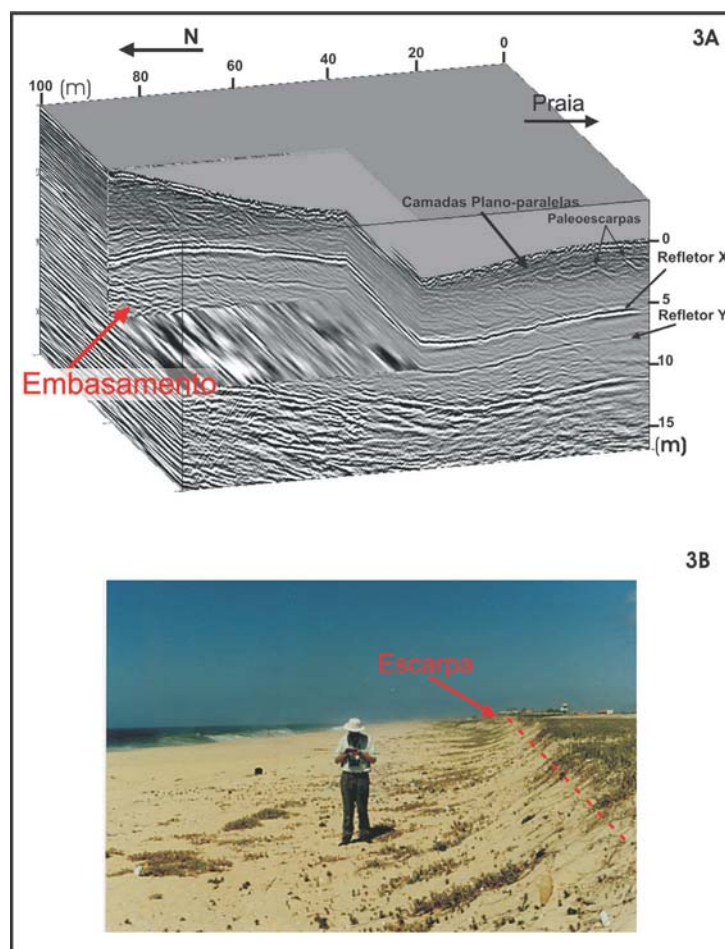 3A
N
100 (m) 80 60 40 20 0
Praia
Camadas Plano-paralelas
Paleoescarpas
0
Refletor X
5
Refletor Y
10
15
(m)
Embasamento
3B
Escarpa